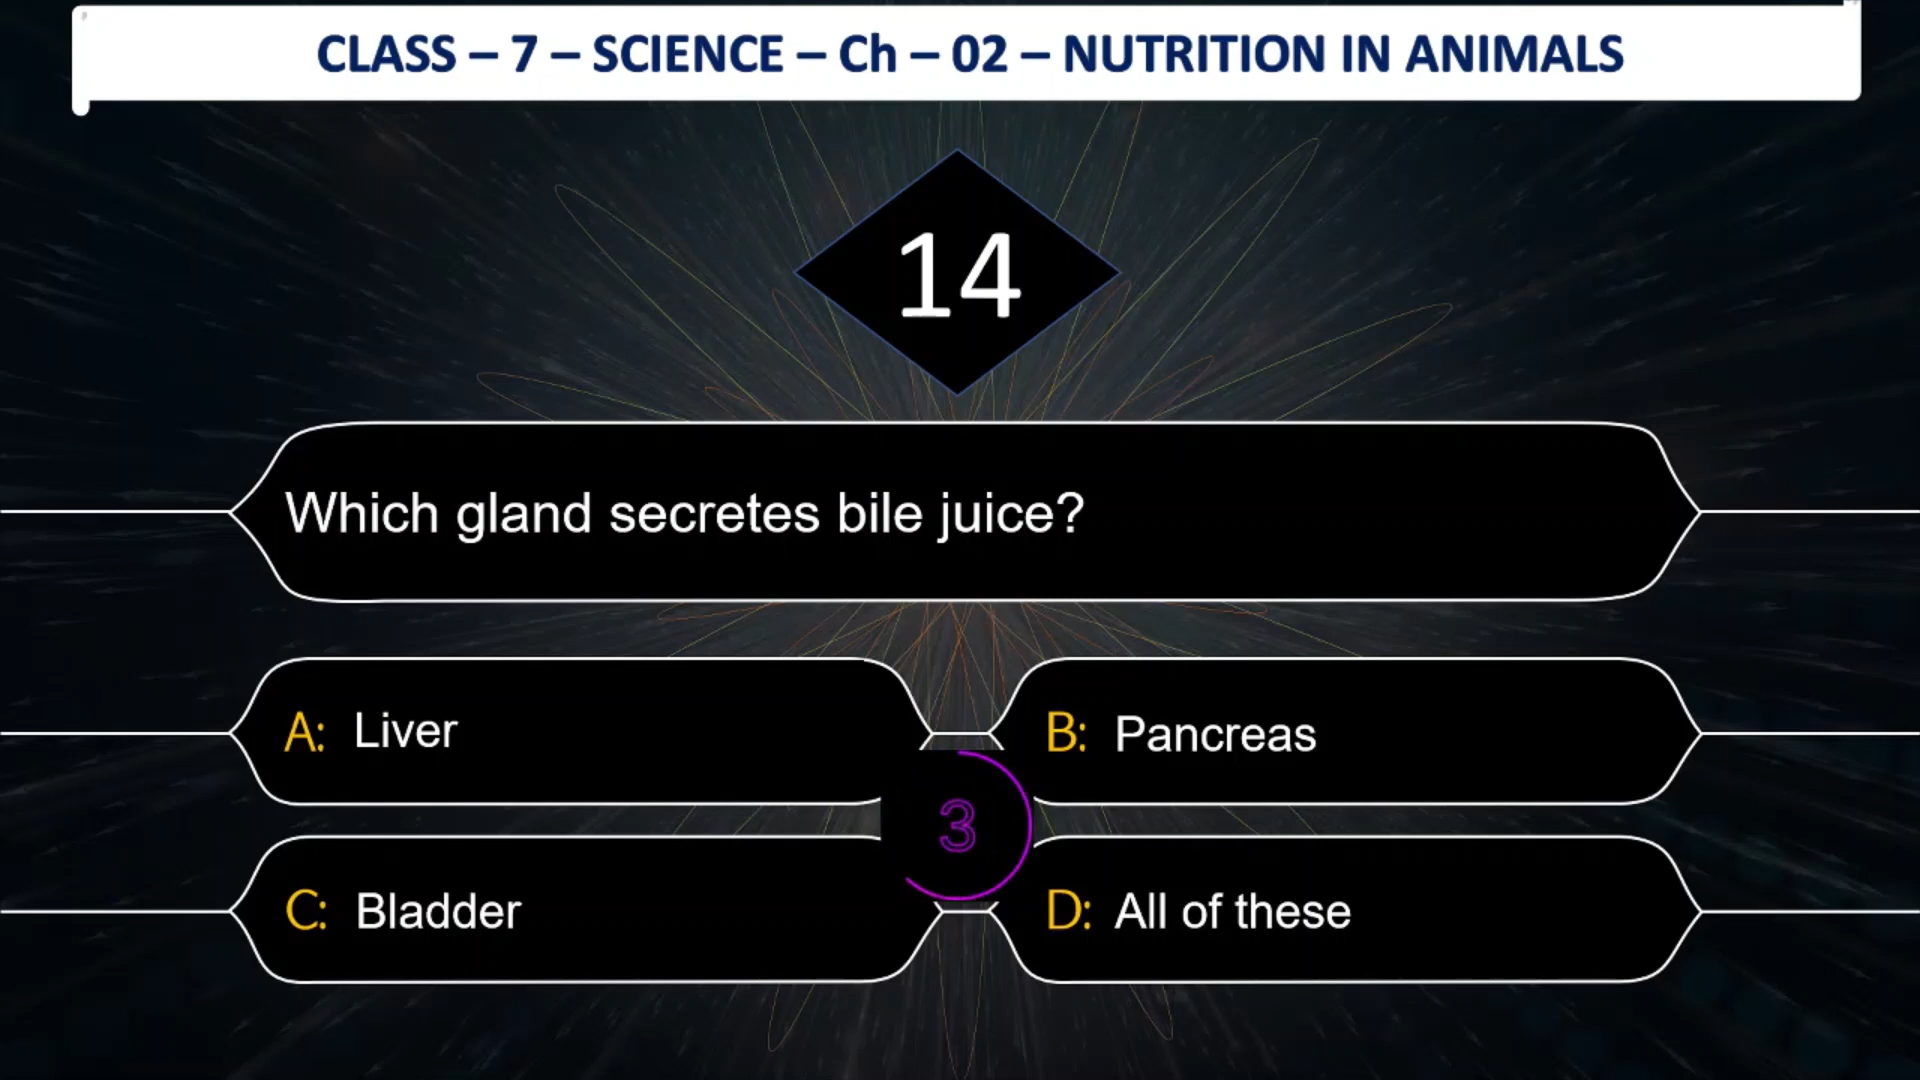 CLASS – 7 – SCIENCE – Ch – 02 – NUTRITION IN ANIMALS
14
Which gland secretes bile juice?
A: Liver
B: Pancreas
3
C: Bladder
D: All of these